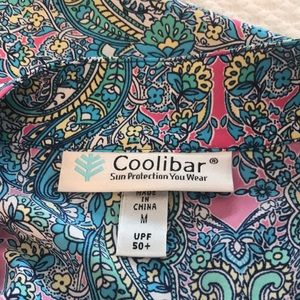 Coolibar®
Sun Protection You Wear
MADE IN
CHINA
M
UPF
50+